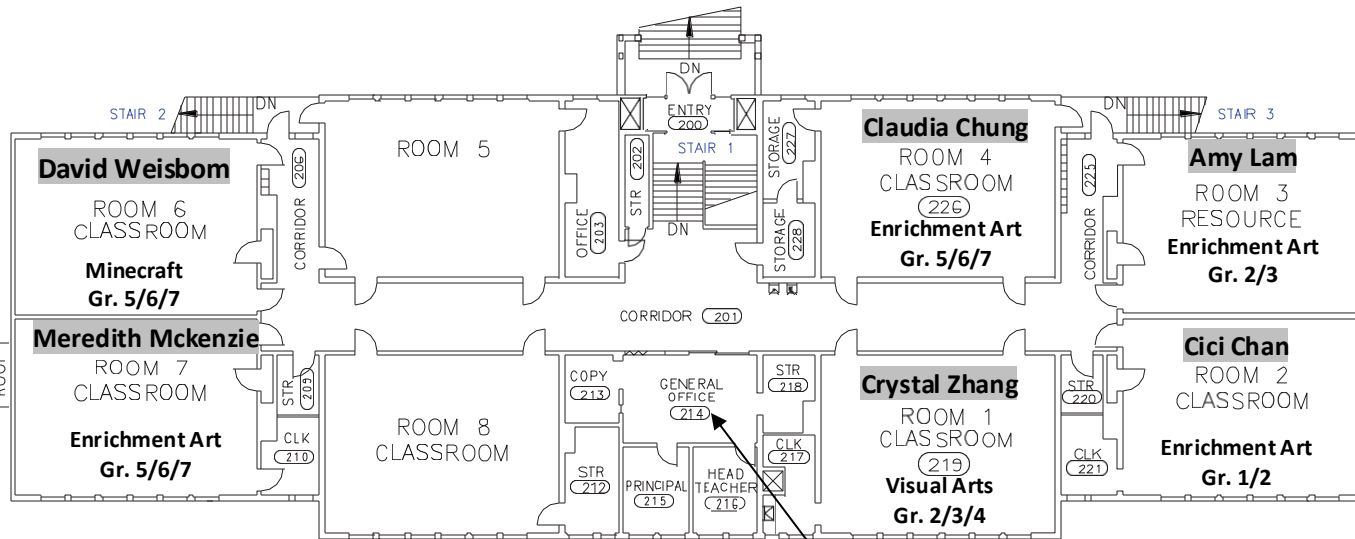 DN
ENTRY
200
STAIR 2
DN
STAIR 1
DN
STAIR 3
David Weisbom
ROOM 6
CLASSROOM
Minecraft
Gr. 5/6/7
CORRIDOR
206
ROOM 5
OFFICE
203
STR
202
DN
STORAGE
227
STORAGE
228
Claudia Chung
ROOM 4
CLASSROOM
226
Enrichment Art
Gr. 5/6/7
CORRIDOR
225
Amy Lam
ROOM 3
RESOURCE
Enrichment Art
Gr. 2/3
CORRIDOR 201
Meredith Mckenzie
ROOM 7
CLASSROOM
Enrichment Art
Gr. 5/6/7
STR
209
CLK
210
ROOM 8
CLASSROOM
COPY
213
STR
212
GENERAL
OFFICE
214
PRINCIPAL
215
HEAD
TEACHER
216
STR
218
CLK
217
Crystal Zhang
ROOM 1
CLASSROOM
219
Visual Arts
Gr. 2/3/4
STR
220
CLK
221
Cici Chan
ROOM 2
CLASSROOM
Enrichment Art
Gr. 1/2